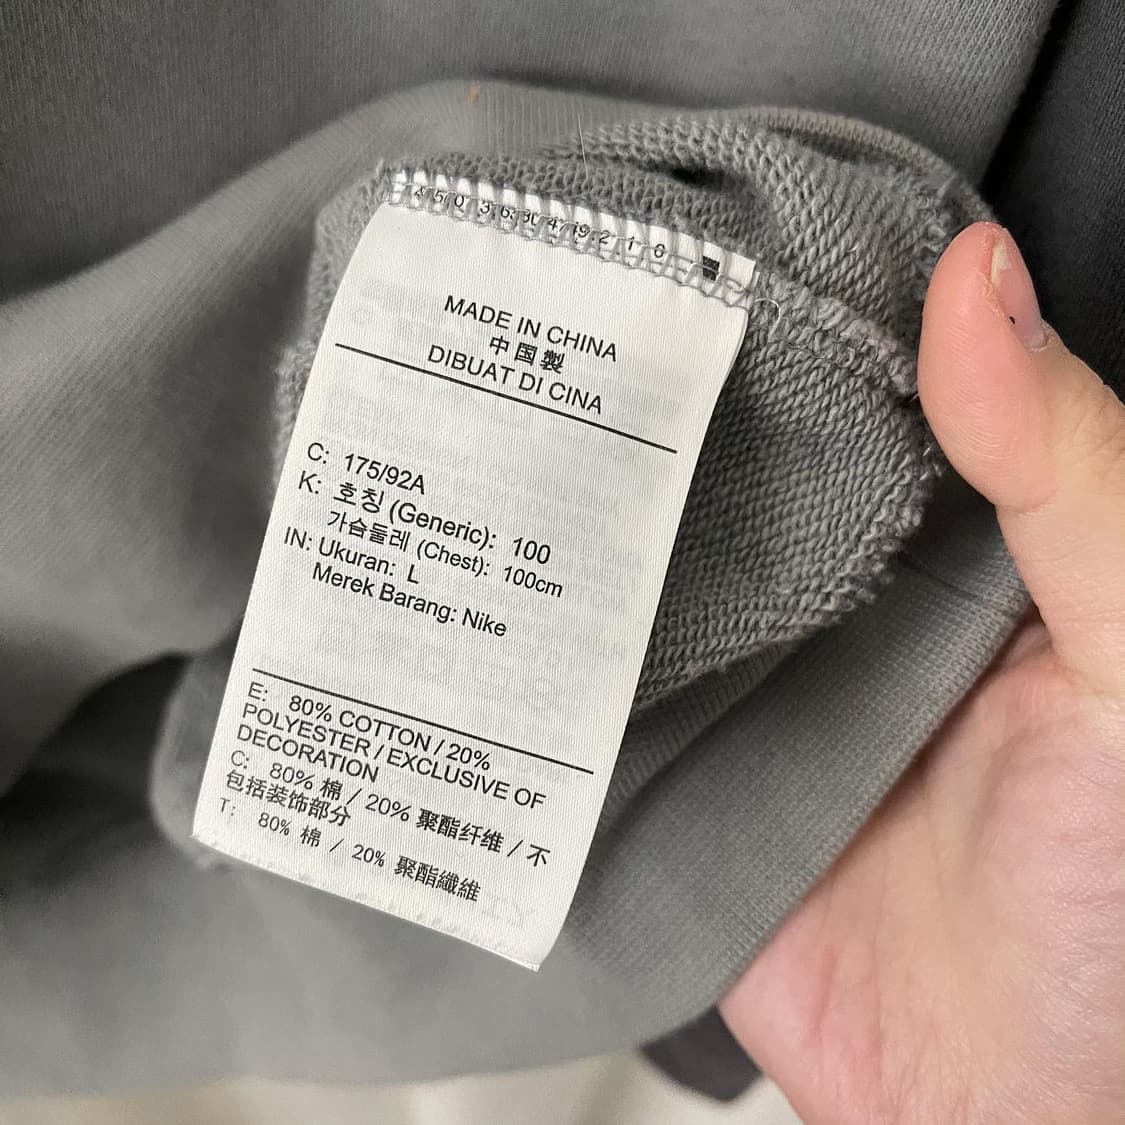 MADE IN CHINA
中国製
DIBUAT DI CINA
C: 175/92A
K: 호칭 (Generic): 100
가슴둘레 (Chest): 100cm
IN: Ukuran: L
Merek Barang: Nike
E: 80% COTTON / 20%
POLYESTER / EXCLUSIVE OF
DECORATION
C: 80% 棉 / 20% 聚酯纤维 / 不
包括装饰部分
T: 80% 棉 / 20% 聚酯纖維